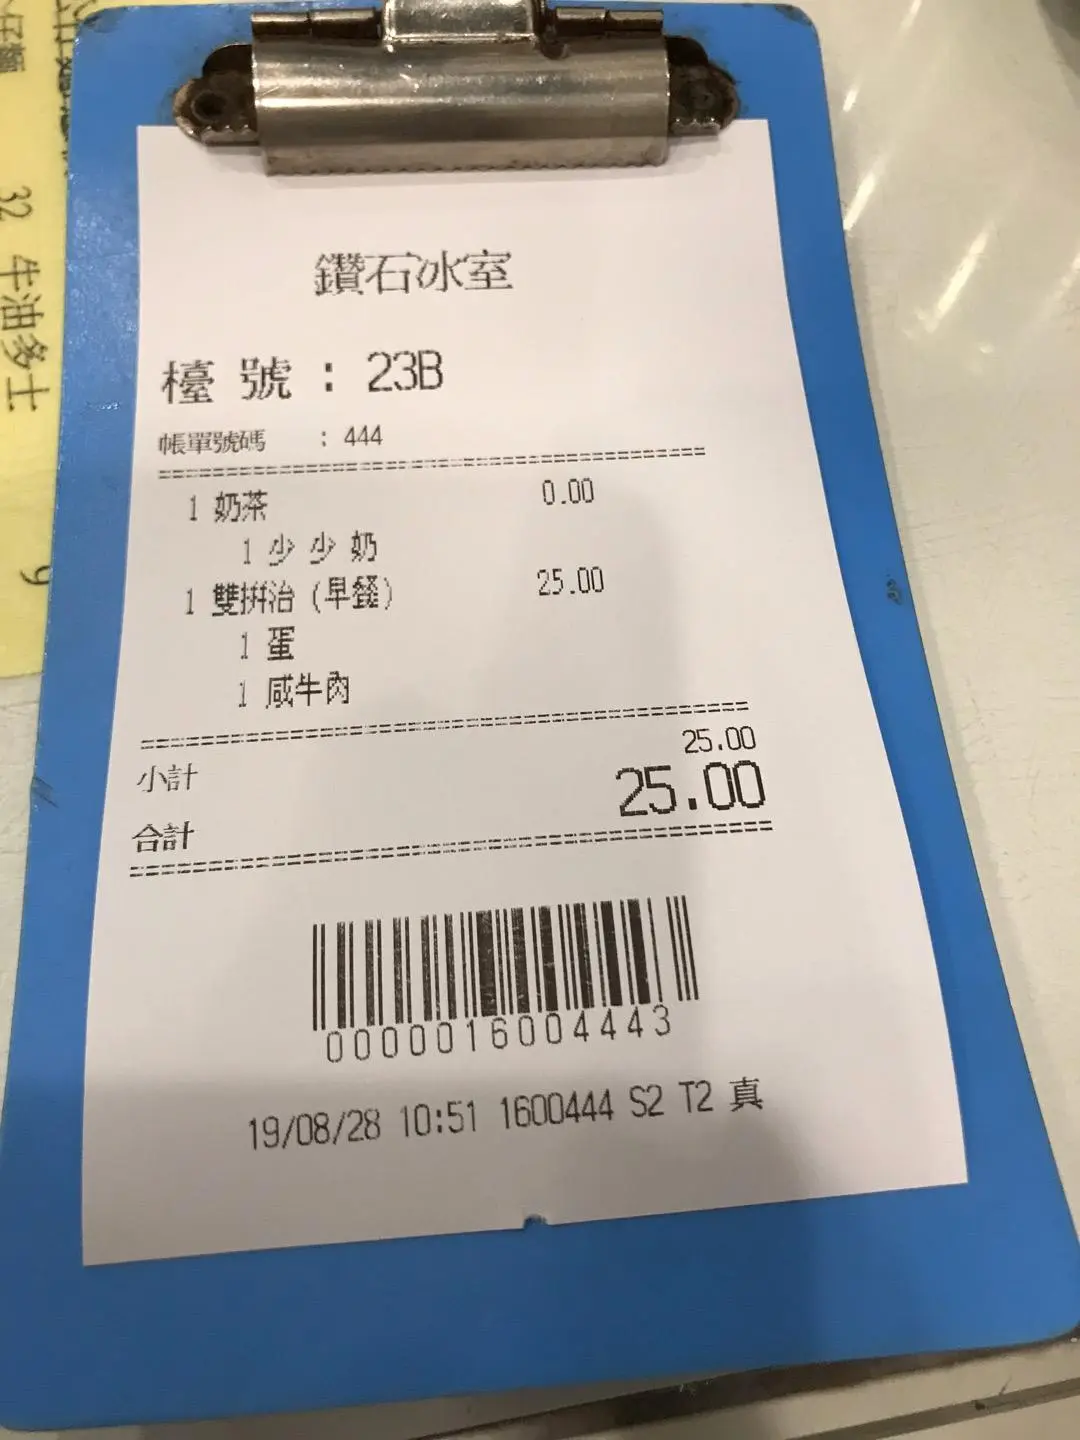 鑽石冰室
檯 號 : 23B
帳單號碼 : 444
1 奶茶 0.00
1 少 少 奶
1 雙拼治 (早餐) 25.00
1 蛋
1 咸牛肉
小計 25.00
合計 25.00
0000016004443
19/08/28 10:51 1600444 S2 T2 真
32 牛油多士
9